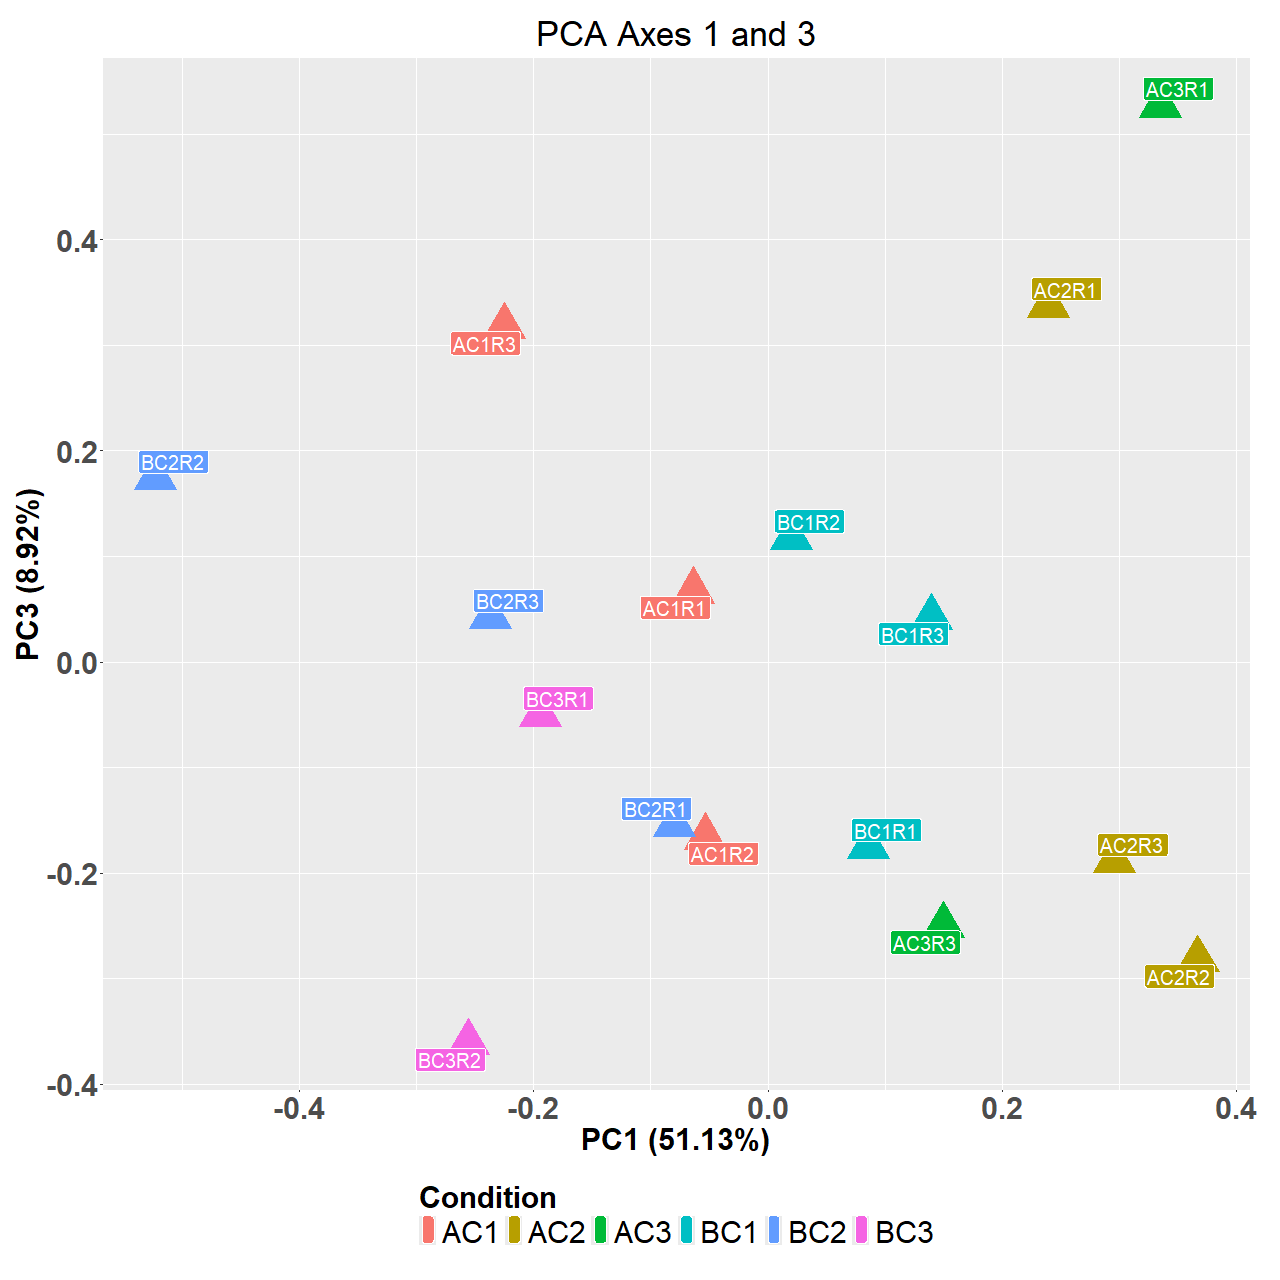 PCA Axes 1 and 3
AC3R1
0.4
AC2R1
AC1R3
0.2
BC2R2
BC1R2
BC2R3
AC1R1
BC1R3
PC3 (8.92%)
0.0
BC3R1
BC2R1
AC1R2
BC1R1
AC2R3
-0.2
AC3R3
AC2R2
BC3R2
-0.4
-0.4 -0.2 0.0 0.2 0.4
PC1 (51.13%)
Condition
AC1 AC2 AC3 BC1 BC2 BC3